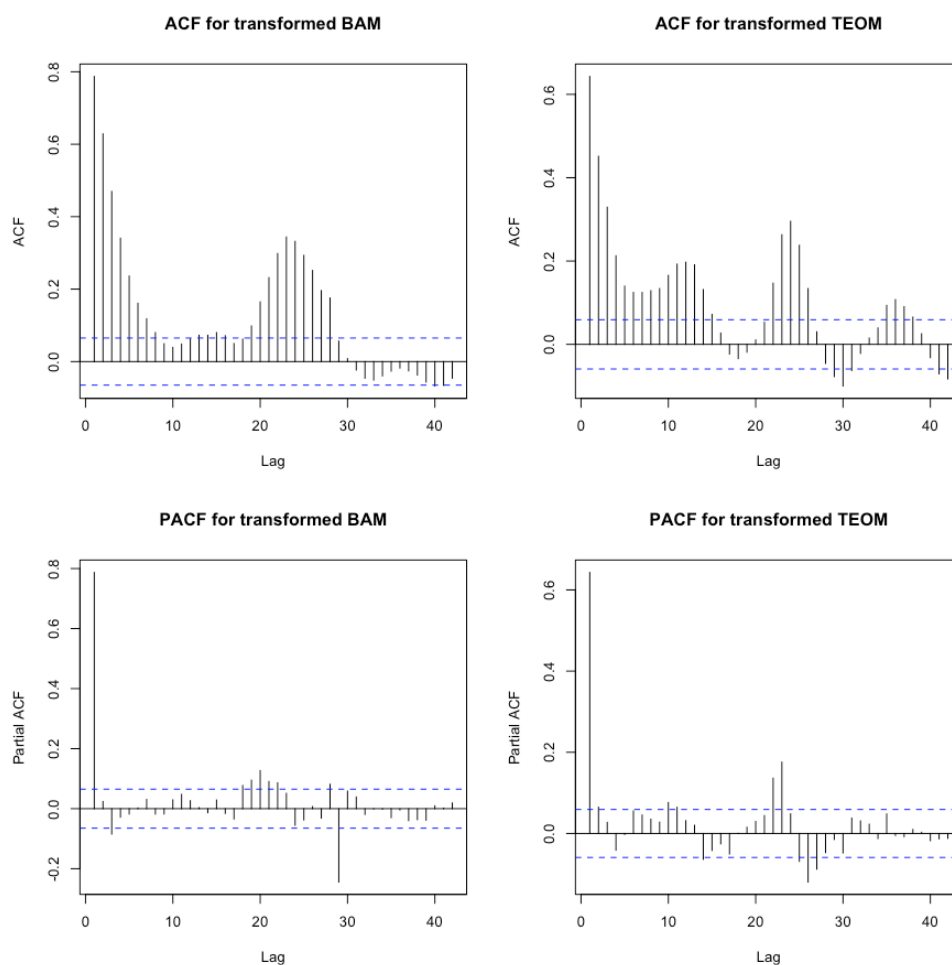 ACF for transformed BAM
ACF
0.0 0.2 0.4 0.6 0.8
0 10 20 30 40
Lag
ACF for transformed TEOM
ACF
0.0 0.2 0.4 0.6
0 10 20 30 40
Lag
PACF for transformed BAM
Partial ACF
-0.2 0.0 0.2 0.4 0.6 0.8
0 10 20 30 40
Lag
PACF for transformed TEOM
Partial ACF
0.0 0.2 0.4 0.6
0 10 20 30 40
Lag